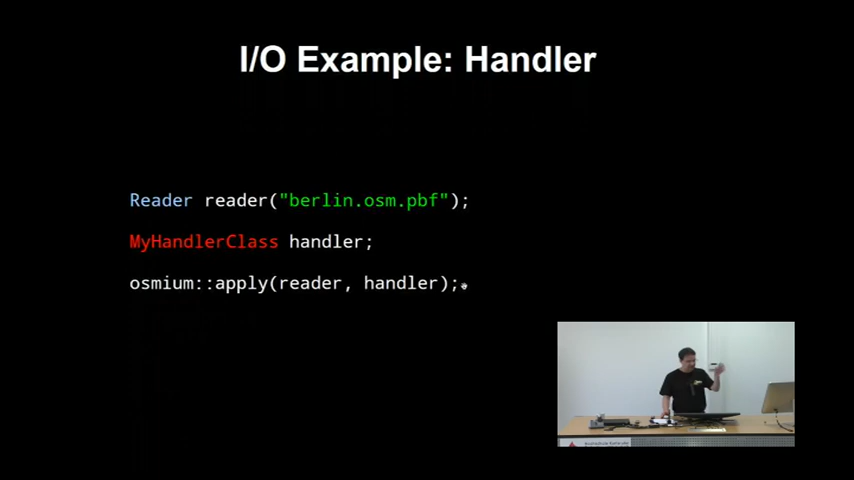 I/O Example: Handler
Reader reader("berlin.osm.pbf");
MyHandlerClass handler;
osmium::apply(reader, handler);